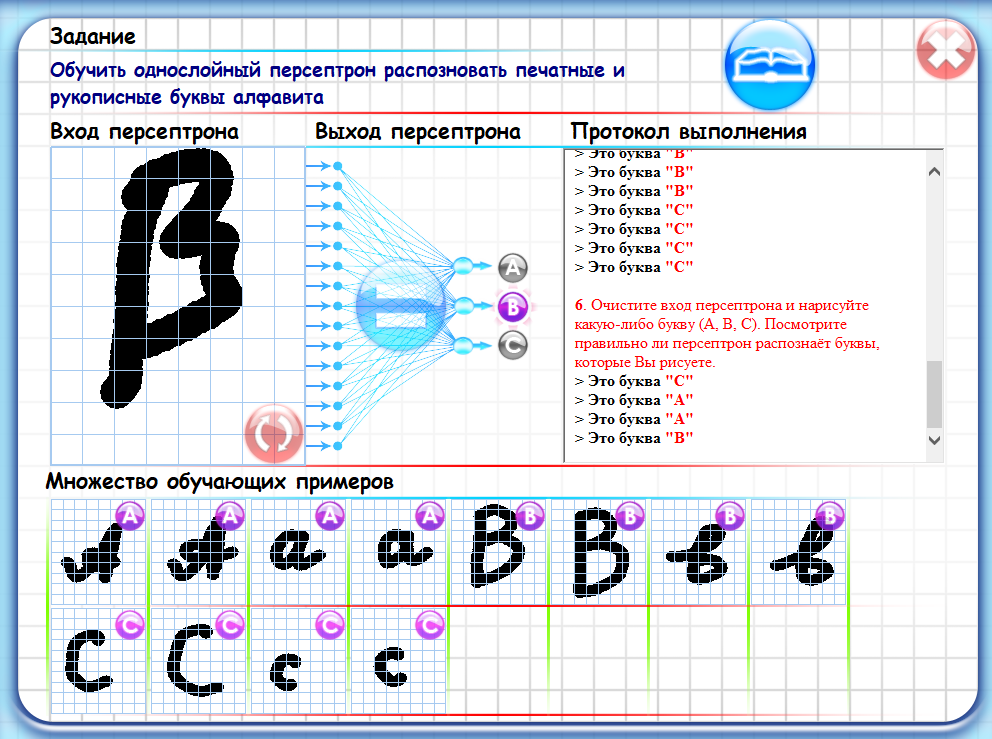 Задание
Обучить однослойный персептрон распозновать печатные и
рукописные буквы алфавита
Вход персептрона
Выход персептрона
Протокол выполнения
B
A
B
C
> Это буква "B"
> Это буква "B"
> Это буква "B"
> Это буква "C"
> Это буква "C"
> Это буква "C"
> Это буква "C"
6. Очистите вход персептрона и нарисуйте
какую-либо букву (A, B, C). Посмотрите
правильно ли персептрон распознаёт буквы,
которые Вы рисуете.
> Это буква "C"
> Это буква "A"
> Это буква "A"
> Это буква "B"
Множество обучающих примеров
A A A A B B B B
A A a a B B в в
C C C C
C C c c